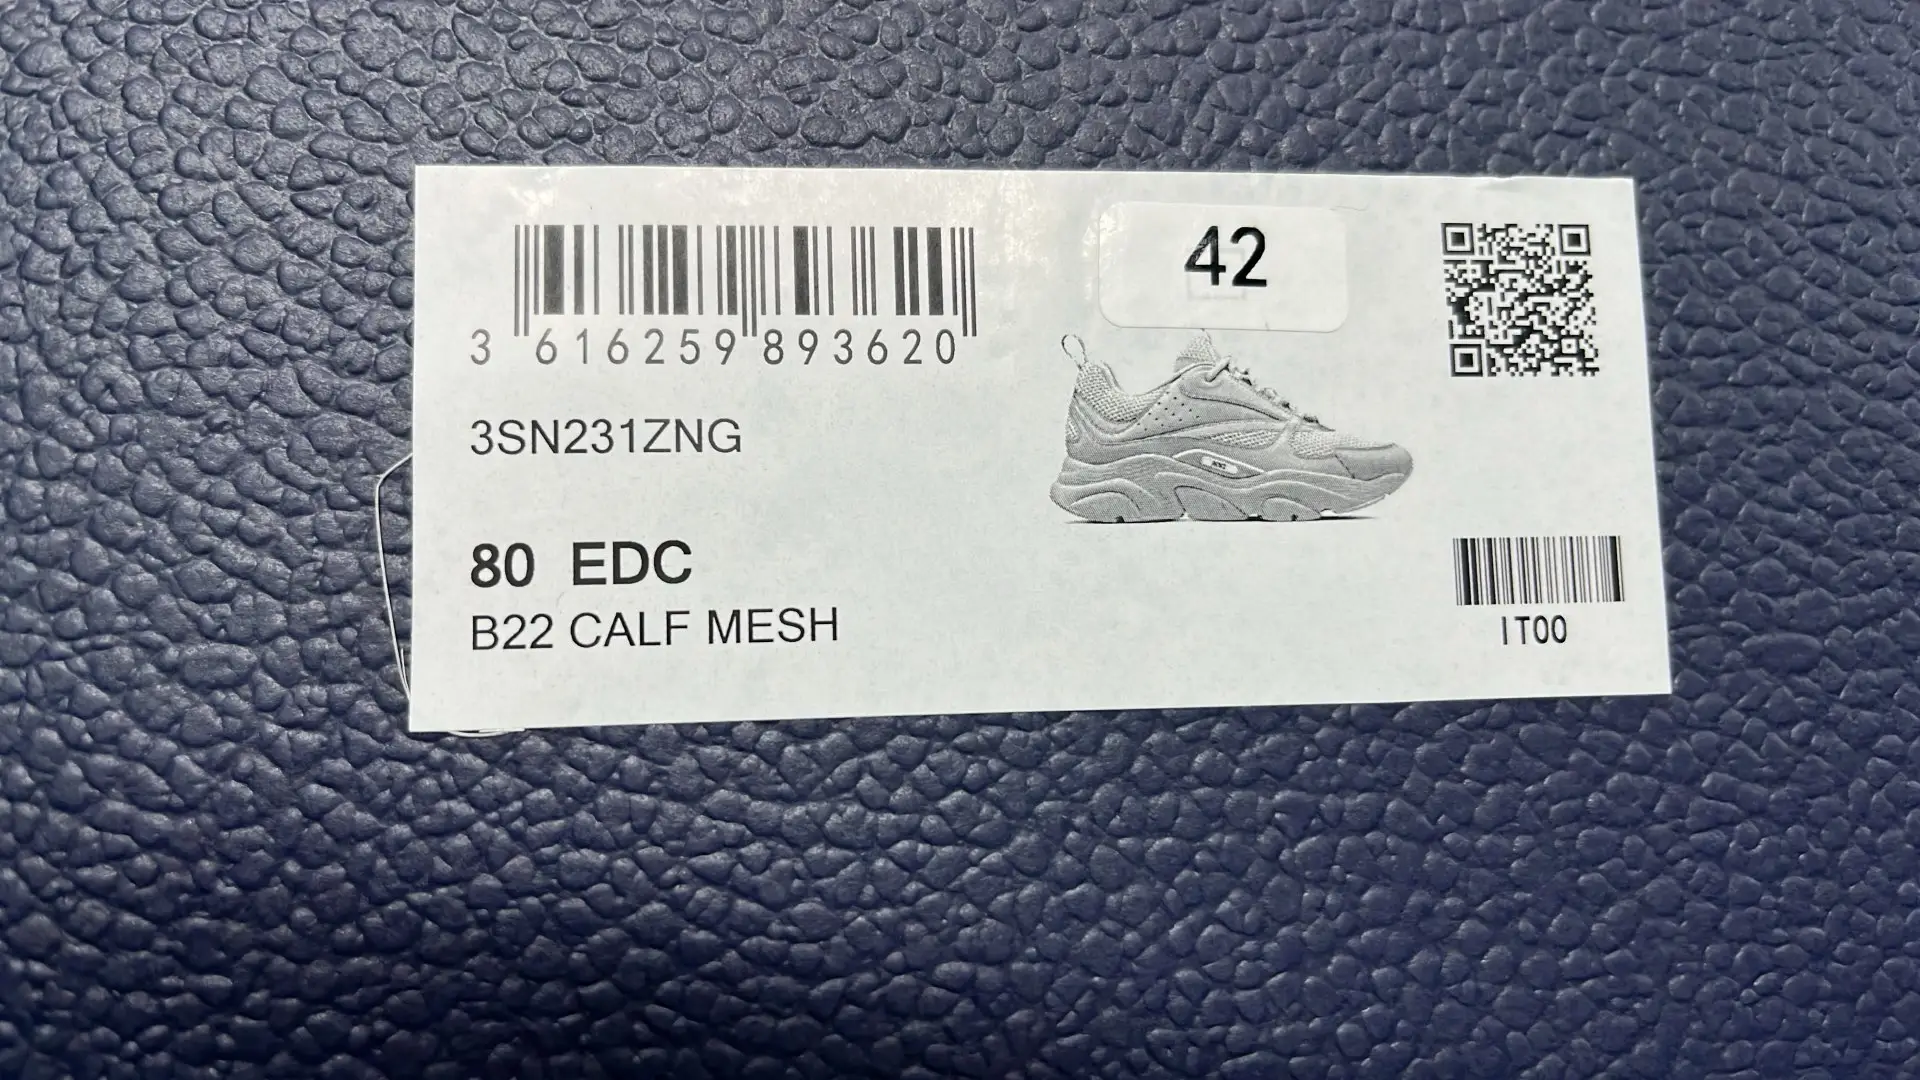 42
3 616259 893620
3SN231ZNG
80 EDC
B22 CALF MESH
IT00